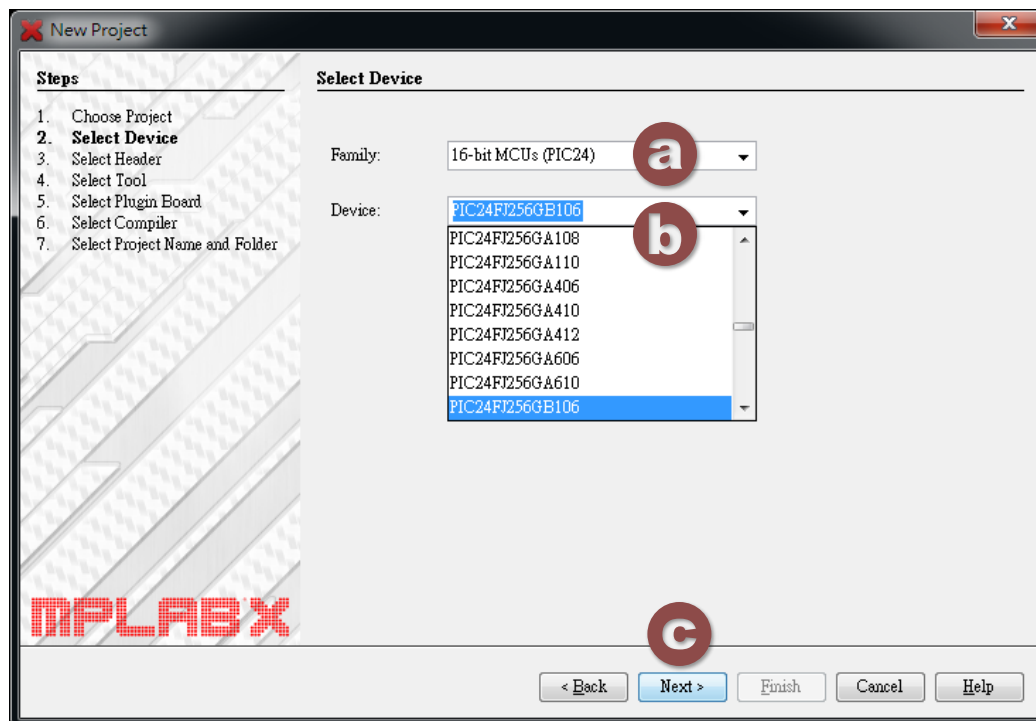 New Project
x
Steps
1. Choose Project
2. Select Device
3. Select Header
4. Select Tool
5. Select Plugin Board
6. Select Compiler
7. Select Project Name and Folder
MPLAB X
Select Device
Family: 16-bit MCUs (PIC24)
a
Device: PIC24FJ256GB106
b
PIC24FJ256GA108
PIC24FJ256GA110
PIC24FJ256GA406
PIC24FJ256GA410
PIC24FJ256GA412
PIC24FJ256GA606
PIC24FJ256GA610
PIC24FJ256GB106
c
< Back Next > Finish Cancel Help